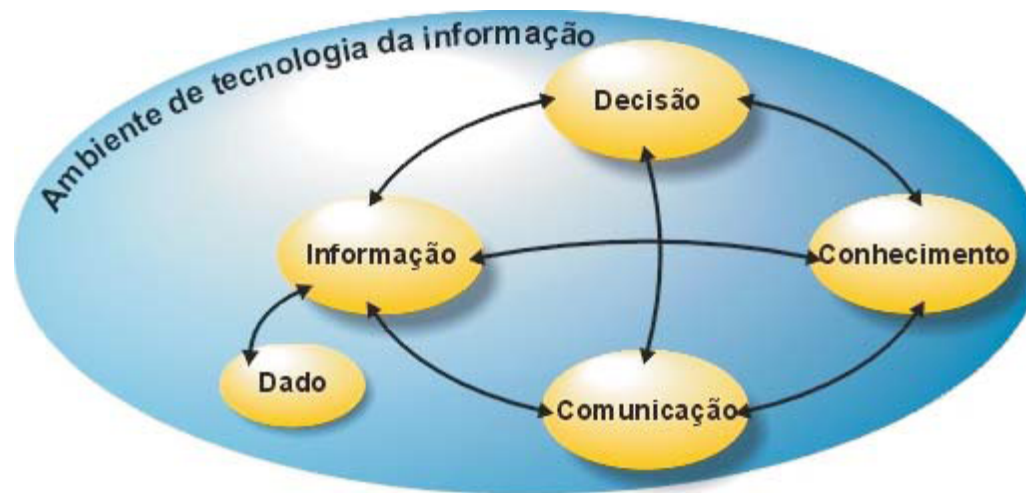 Ambiente de tecnologia da informação
Decisão
Informação
Conhecimento
Dado
Comunicação